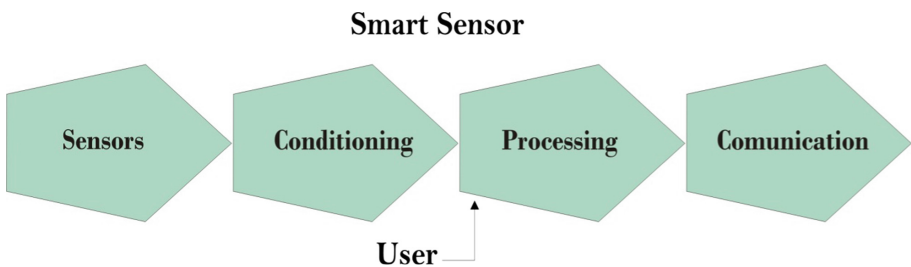 Smart Sensor
Sensors
Conditioning
Processing
Comunication
User